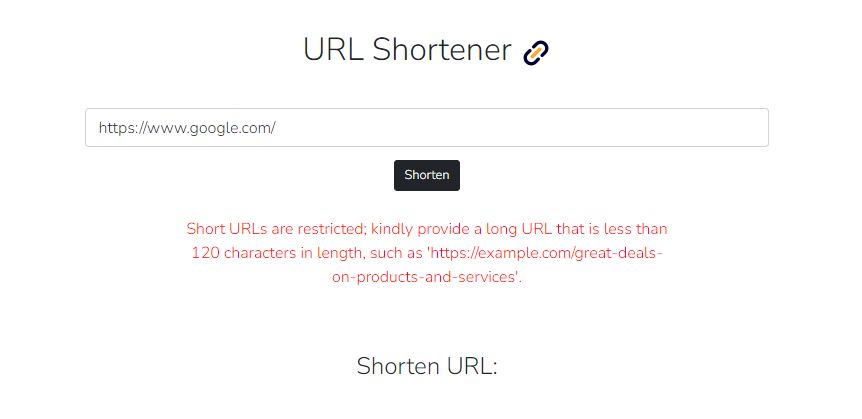 URL Shortener
https://www.google.com/
Shorten
Short URLs are restricted; kindly provide a long URL that is less than
120 characters in length, such as 'https://example.com/great-deals-
on-products-and-services'.
Shorten URL: